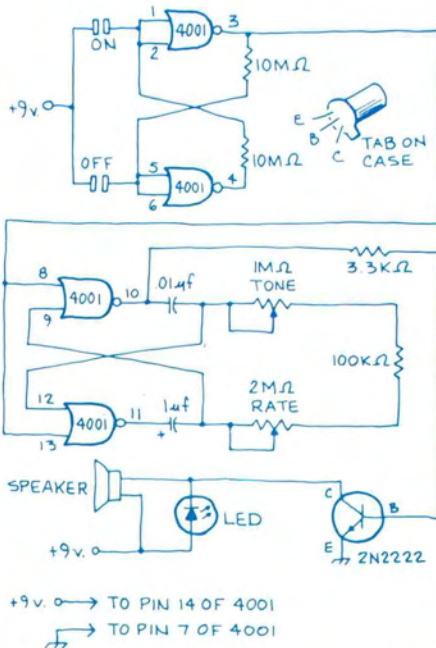 1
4001
3
ON
2
10MΩ
+9v.
E
B
C
TAB ON
CASE
OFF
5
4001
4
10MΩ
6
8
4001
10
.01µf
1MΩ
TONE
3.3KΩ
9
100KΩ
12
4001
11
1µf
+
2MΩ
RATE
13
SPEAKER
LED
C
B
E
2N2222
+9v.
+9v. → TO PIN 14 OF 4001
→ TO PIN 7 OF 4001